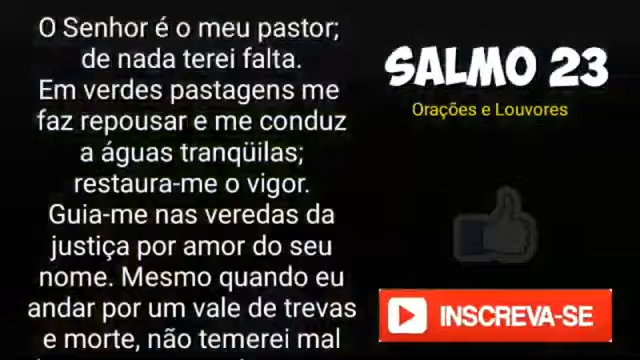 O Senhor é o meu pastor;
de nada terei falta.
Em verdes pastagens me
faz repousar e me conduz
a águas tranqüilas;
restaura-me o vigor.
Guia-me nas veredas da
justiça por amor do seu
nome. Mesmo quando eu
andar por um vale de trevas
e morte, não temerei mal
SALMO 23
Orações e Louvores
INSCREVA-SE